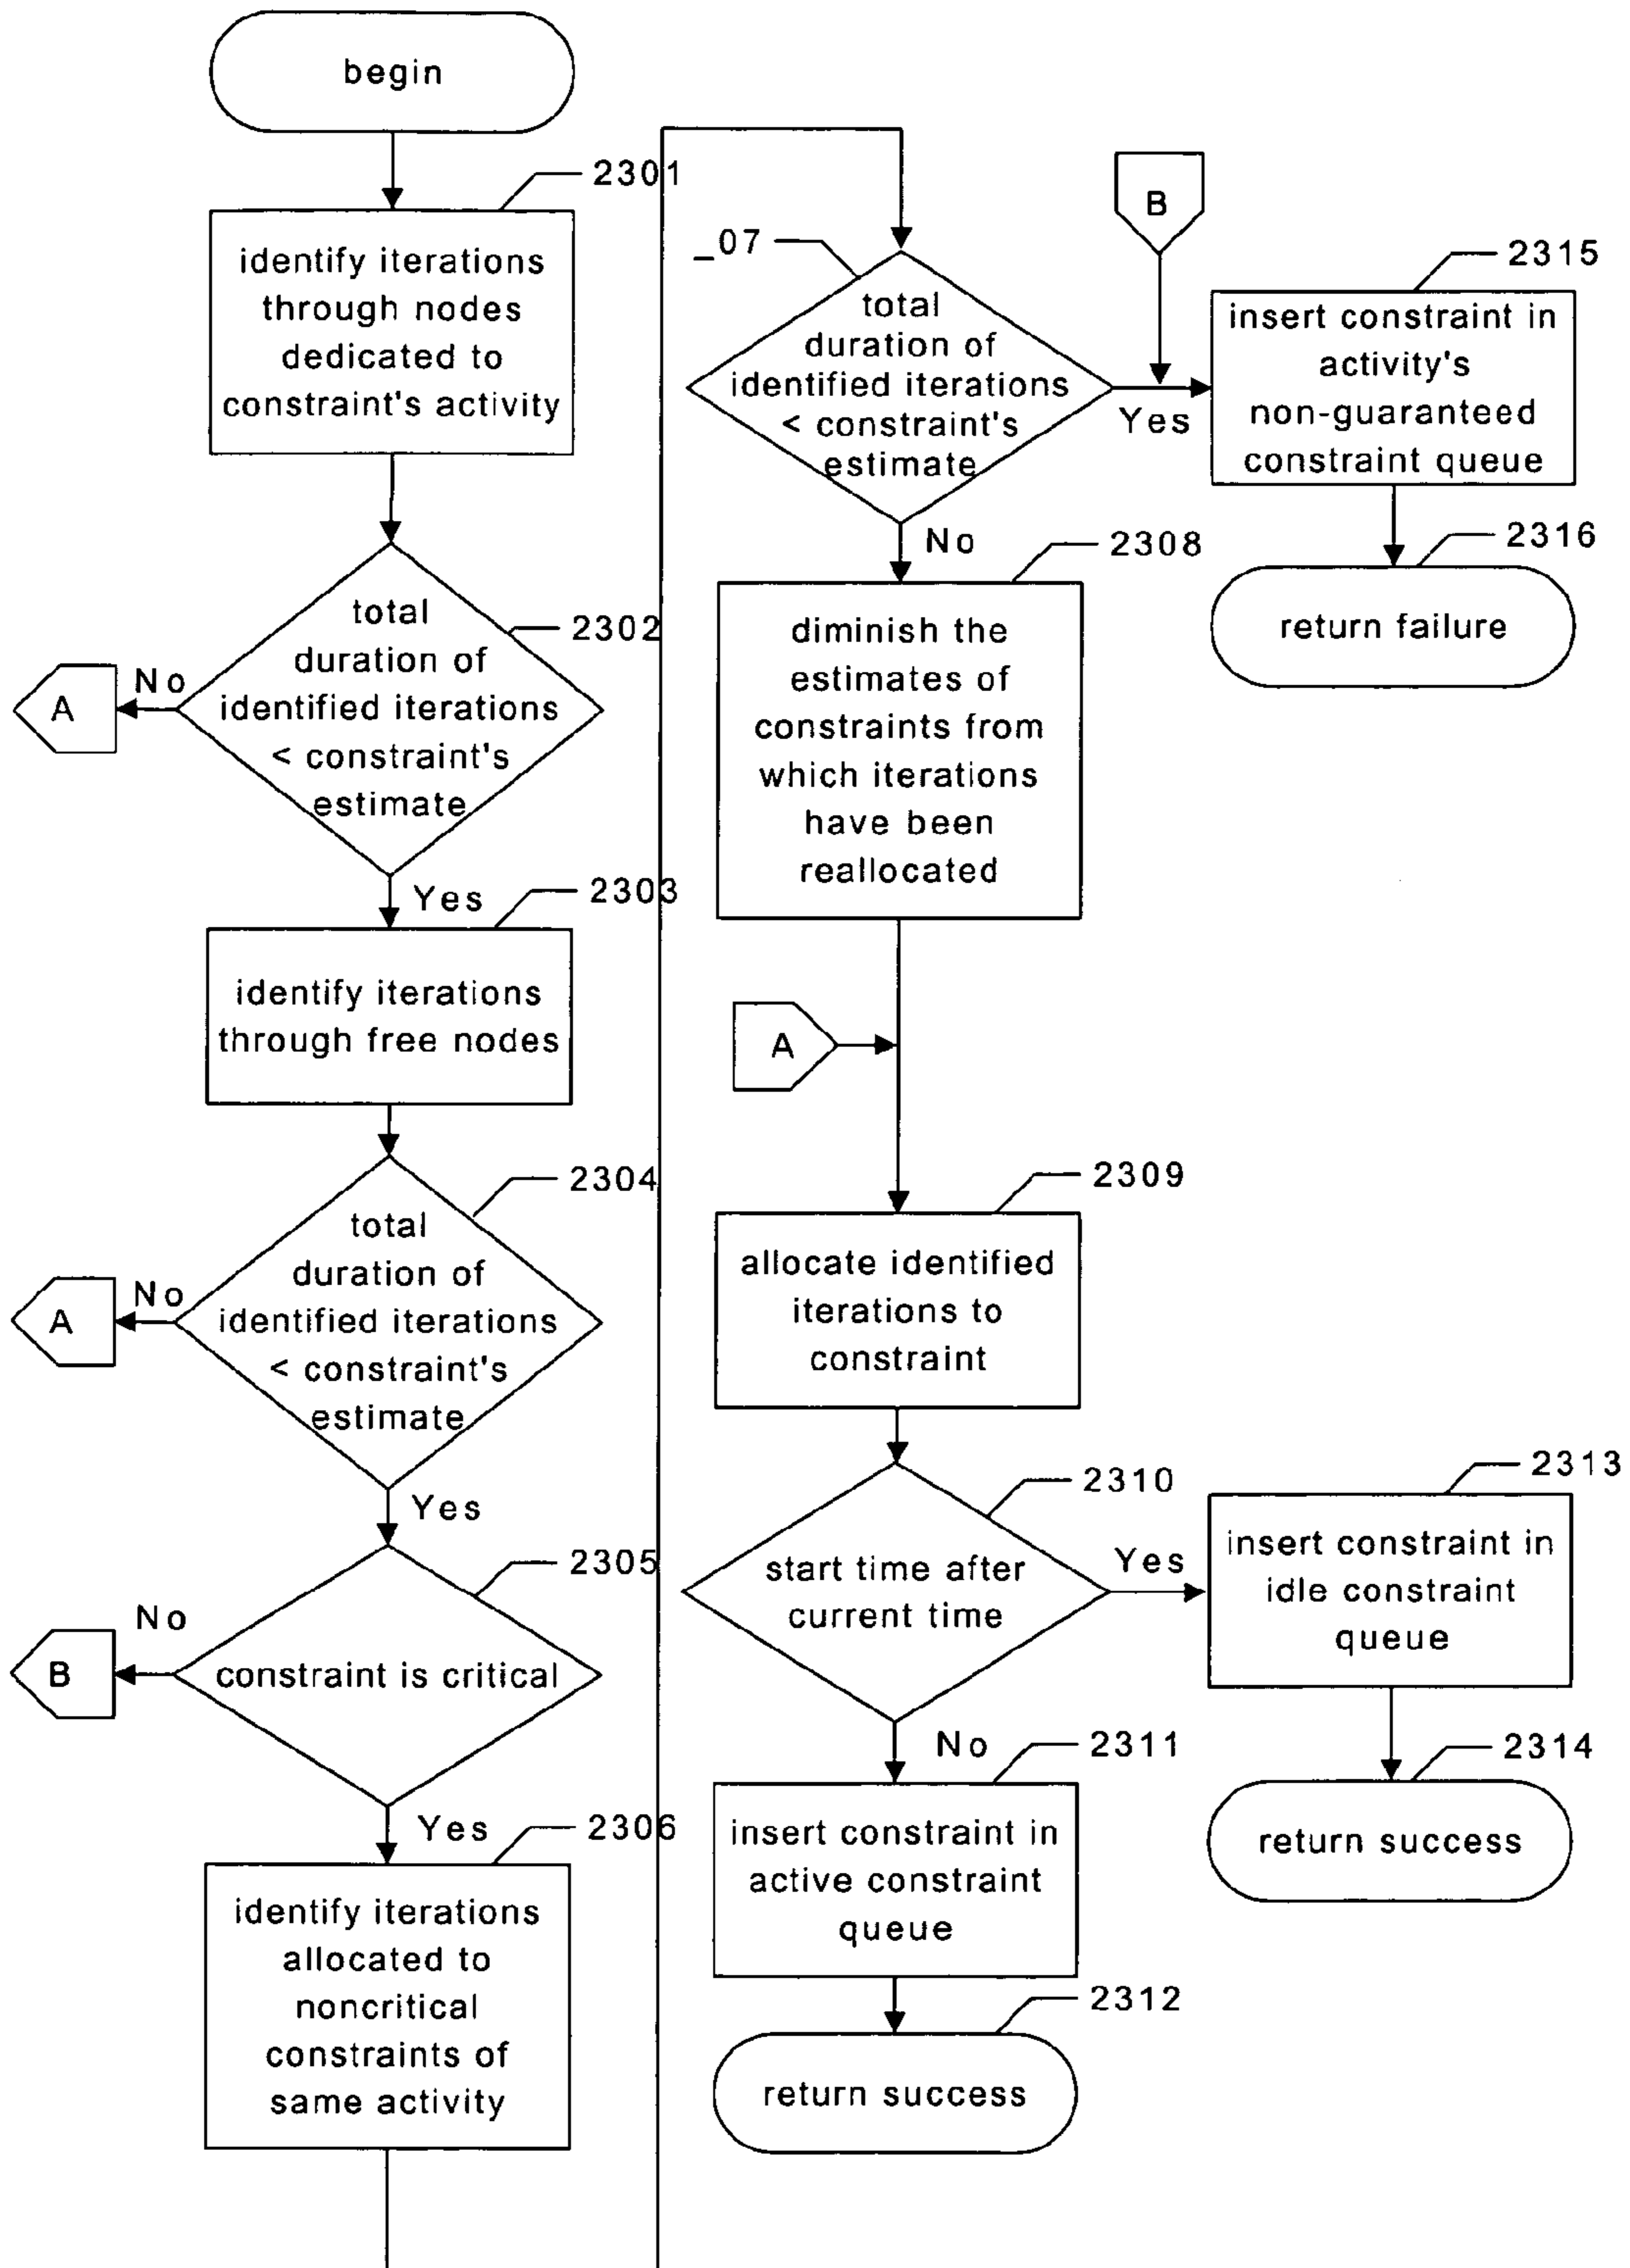 begin
2301
identify iterations
through nodes
dedicated to
constraint's activity
2302
total
duration of
identified iterations
< constraint's
estimate
No
A
Yes
2303
identify iterations
through free nodes
2304
total
duration of
identified iterations
< constraint's
estimate
No
A
Yes
2305
constraint is critical
No
B
Yes
2306
identify iterations
allocated to
noncritical
constraints of
same activity
_07
total
duration of
identified iterations
< constraint's
estimate
B
Yes
2315
insert constraint in
activity's
non-guaranteed
constraint queue
2316
return failure
No
2308
diminish the
estimates of
constraints from
which iterations
have been
reallocated
A
2309
allocate identified
iterations to
constraint
2310
start time after
current time
Yes
2313
insert constraint in
idle constraint
queue
2314
return success
No
2311
insert constraint in
active constraint
queue
2312
return success